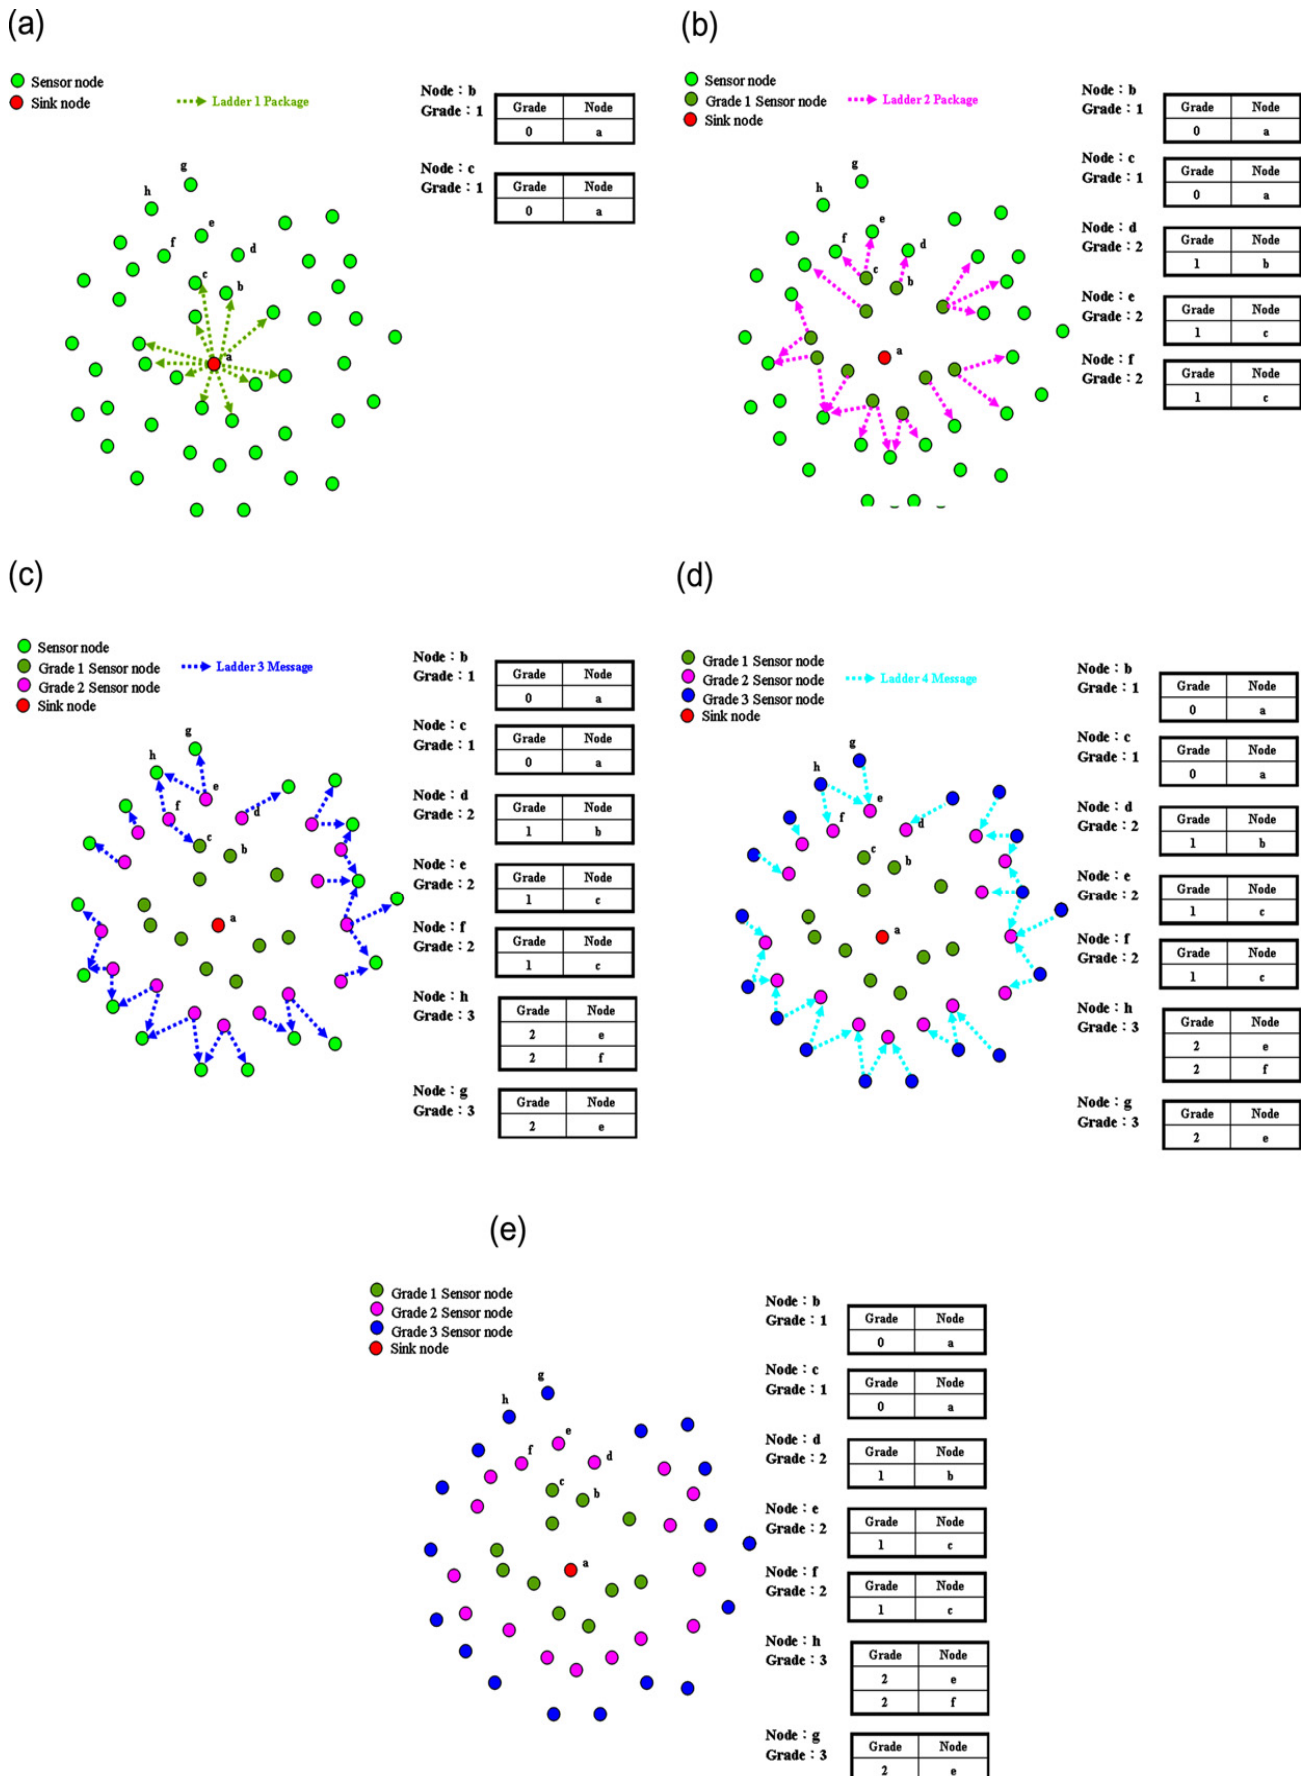 (a)
Sensor node
Sink node
Ladder 1 Package
Node：b
Grade：1
Grade Node
0 a
Node：c
Grade：1
Grade Node
0 a
g
h
e
f
d
c
b
a
(b)
Sensor node
Grade 1 Sensor node
Sink node
Ladder 2 Package
Node：b
Grade：1
Grade Node
0 a
Node：c
Grade：1
Grade Node
0 a
Node：d
Grade：2
Grade Node
1 b
Node：e
Grade：2
Grade Node
1 c
Node：f
Grade：2
Grade Node
1 c
g
h
e
f
d
c
b
a
(c)
Sensor node
Grade 1 Sensor node
Grade 2 Sensor node
Sink node
Ladder 3 Message
Node：b
Grade：1
Grade Node
0 a
Node：c
Grade：1
Grade Node
0 a
Node：d
Grade：2
Grade Node
1 b
Node：e
Grade：2
Grade Node
1 c
Node：f
Grade：2
Grade Node
1 c
Node：h
Grade：3
Grade Node
2 e
2 f
Node：g
Grade：3
Grade Node
2 e
g
h
e
f
d
c
b
a
(d)
Grade 1 Sensor node
Grade 2 Sensor node
Grade 3 Sensor node
Sink node
Ladder 4 Message
Node：b
Grade：1
Grade Node
0 a
Node：c
Grade：1
Grade Node
0 a
Node：d
Grade：2
Grade Node
1 b
Node：e
Grade：2
Grade Node
1 c
Node：f
Grade：2
Grade Node
1 c
Node：h
Grade：3
Grade Node
2 e
2 f
Node：g
Grade：3
Grade Node
2 e
g
h
e
f
d
c
b
a
(e)
Grade 1 Sensor node
Grade 2 Sensor node
Grade 3 Sensor node
Sink node
Node：b
Grade：1
Grade Node
0 a
Node：c
Grade：1
Grade Node
0 a
Node：d
Grade：2
Grade Node
1 b
Node：e
Grade：2
Grade Node
1 c
Node：f
Grade：2
Grade Node
1 c
Node：h
Grade：3
Grade Node
2 e
2 f
Node：g
Grade：3
Grade Node
2 e
g
h
e
f
d
c
b
a